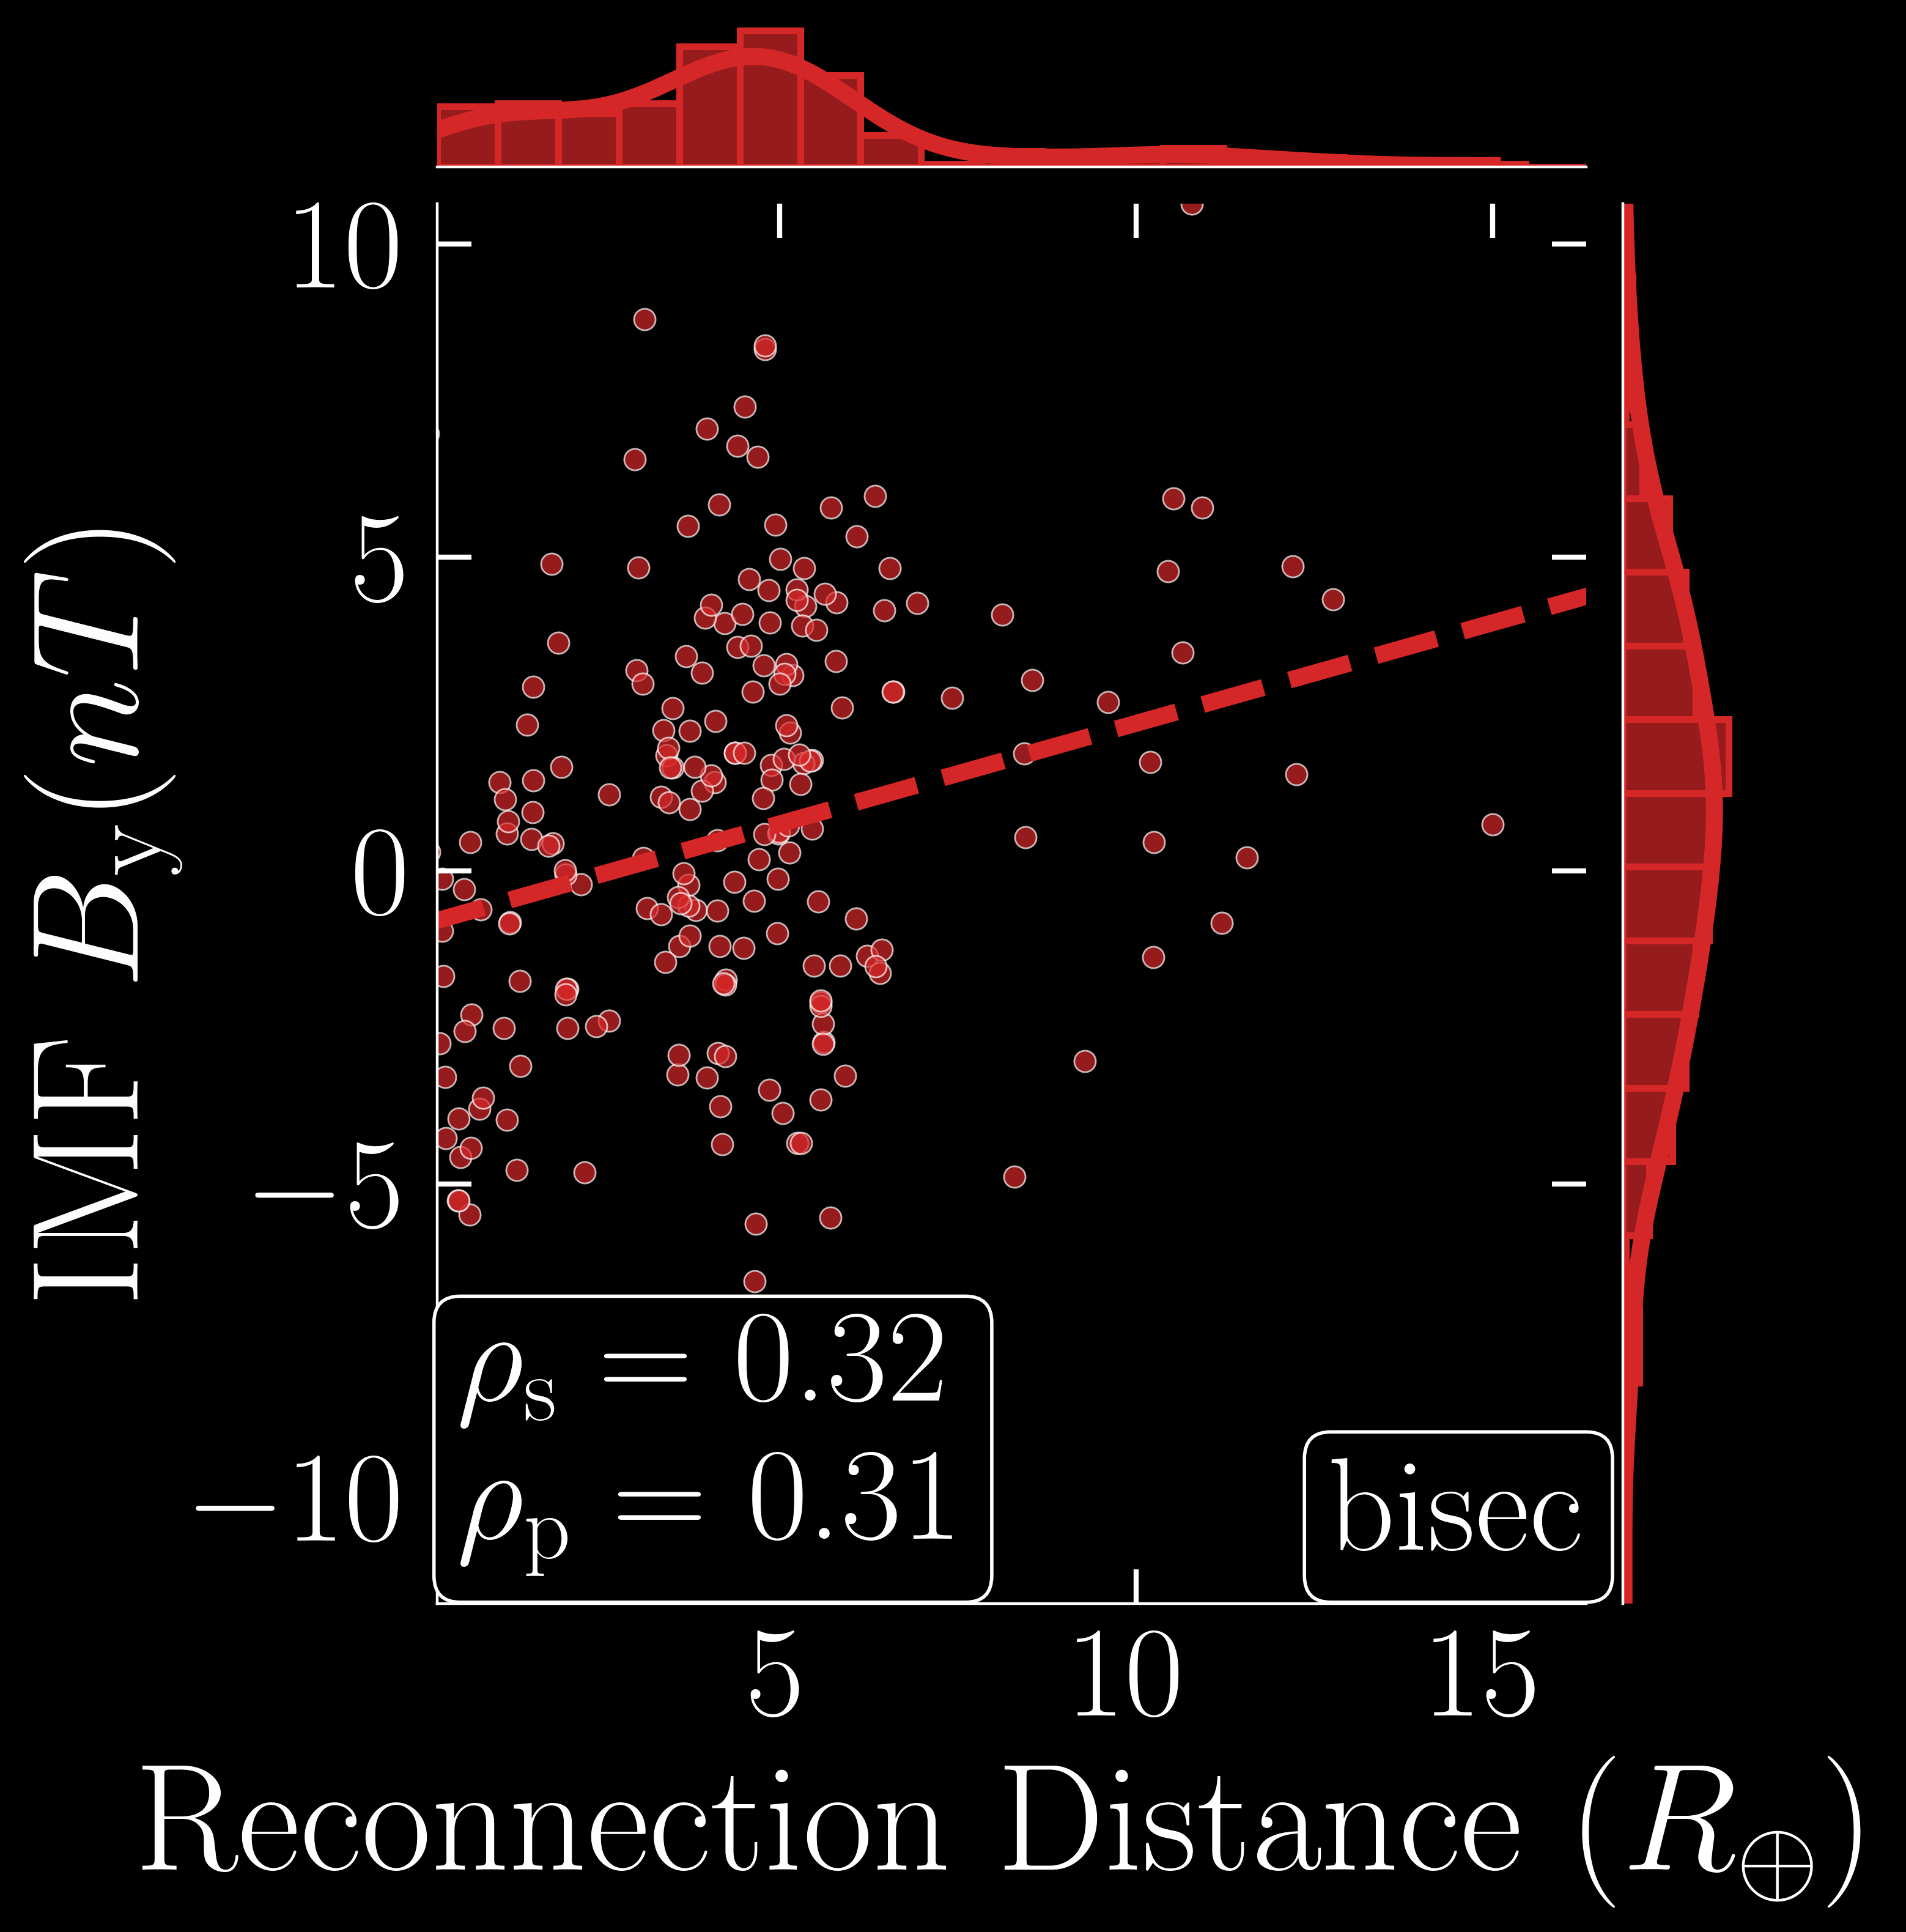 10
5
0
−5
−10
IMF B_y (nT)
ρ_s = 0.32
ρ_p = 0.31
bisec
5 10 15
Reconnection Distance (R_⊕)